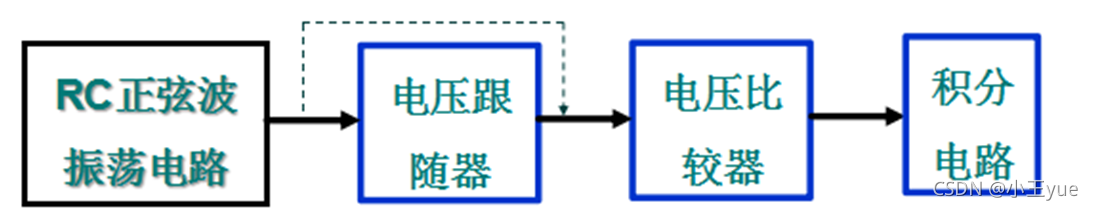 RC正弦波
振荡电路
电压跟
随器
电压比
较器
积分
电路
CSDN @小王yue